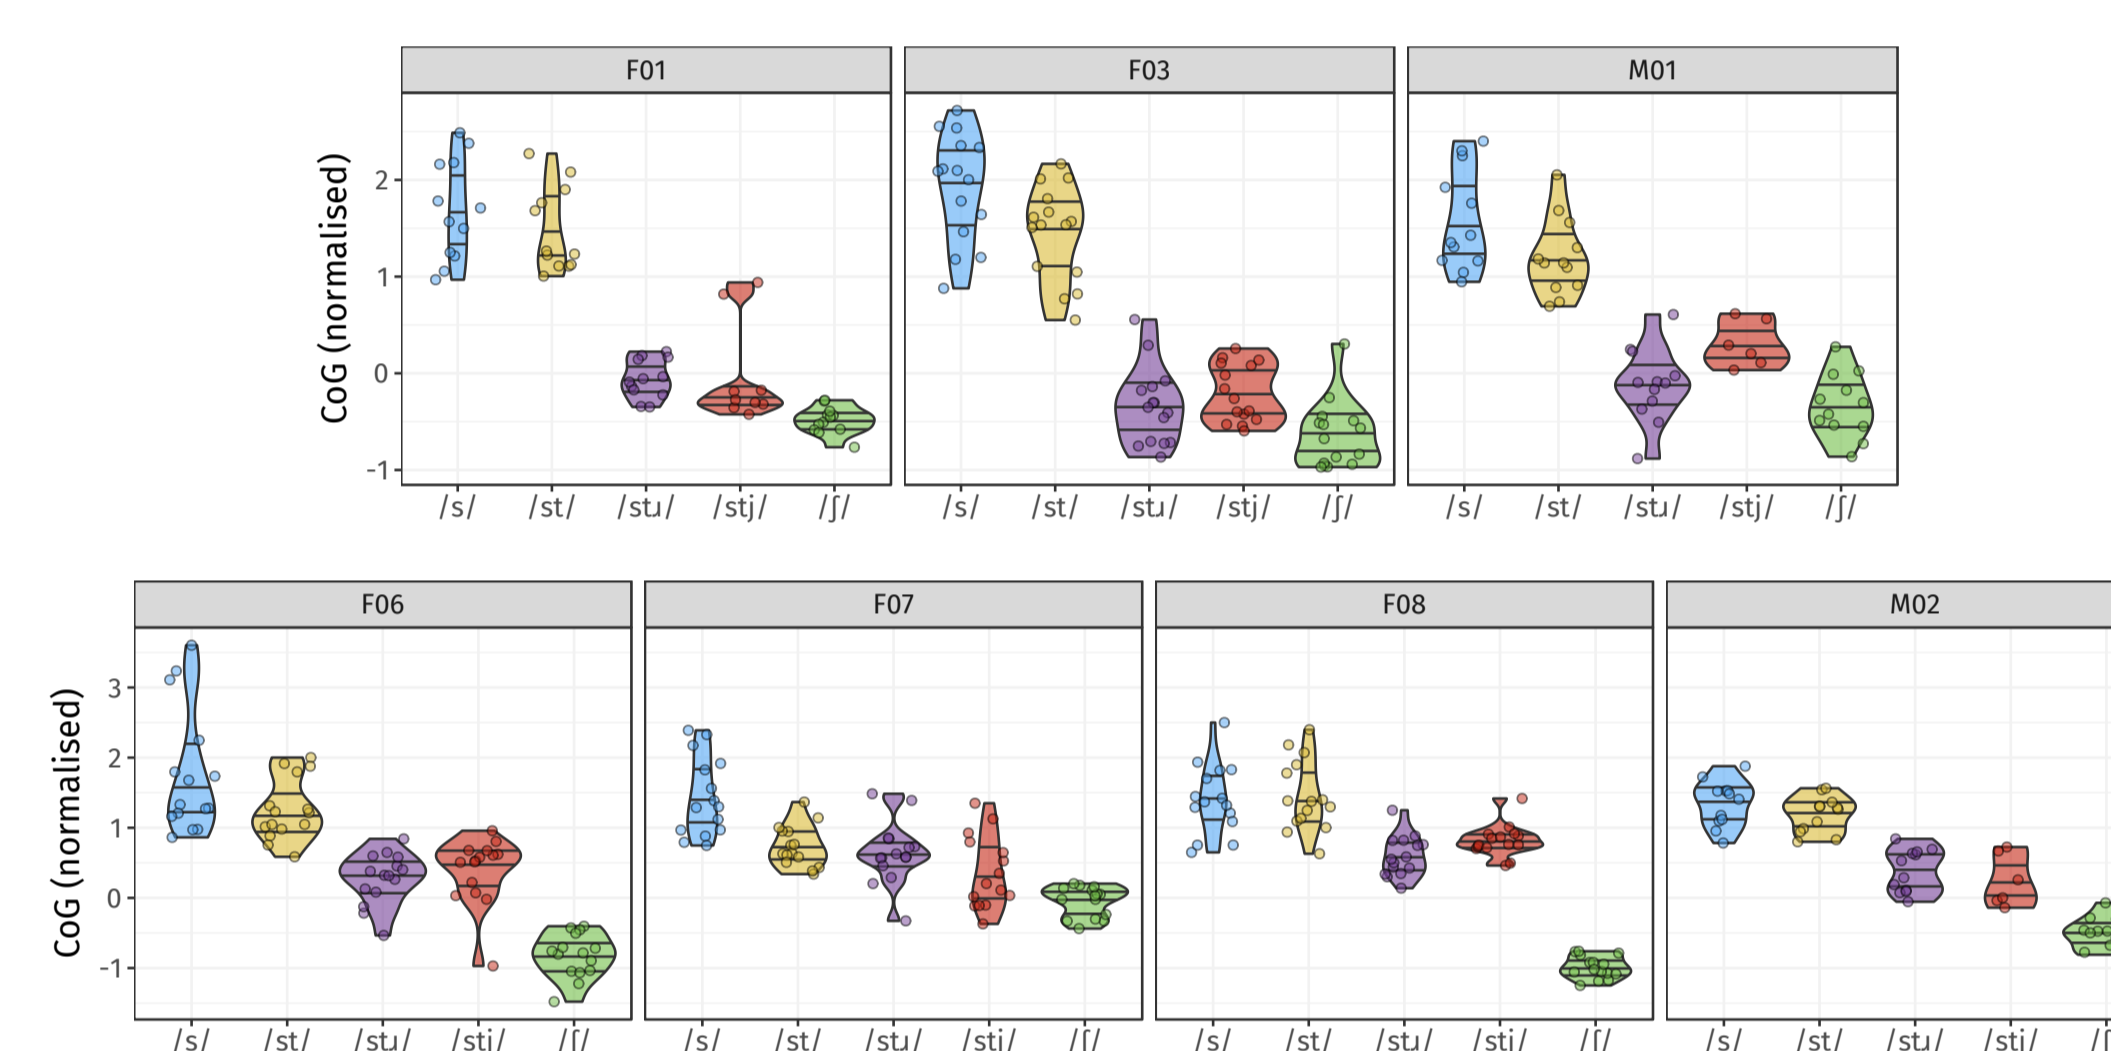 F01 F03 M01
CoG (normalised)
2
1
0
-1
/s/ /st/ /stɹ/ /stj/ /ʃ/ /s/ /st/ /stɹ/ /stj/ /ʃ/ /s/ /st/ /stɹ/ /stj/ /ʃ/
F06 F07 F08 M02
CoG (normalised)
3
2
1
0
-1
/s/ /st/ /stɹ/ /stj/ /ʃ/ /s/ /st/ /stɹ/ /stj/ /ʃ/ /s/ /st/ /stɹ/ /stj/ /ʃ/ /s/ /st/ /stɹ/ /stj/